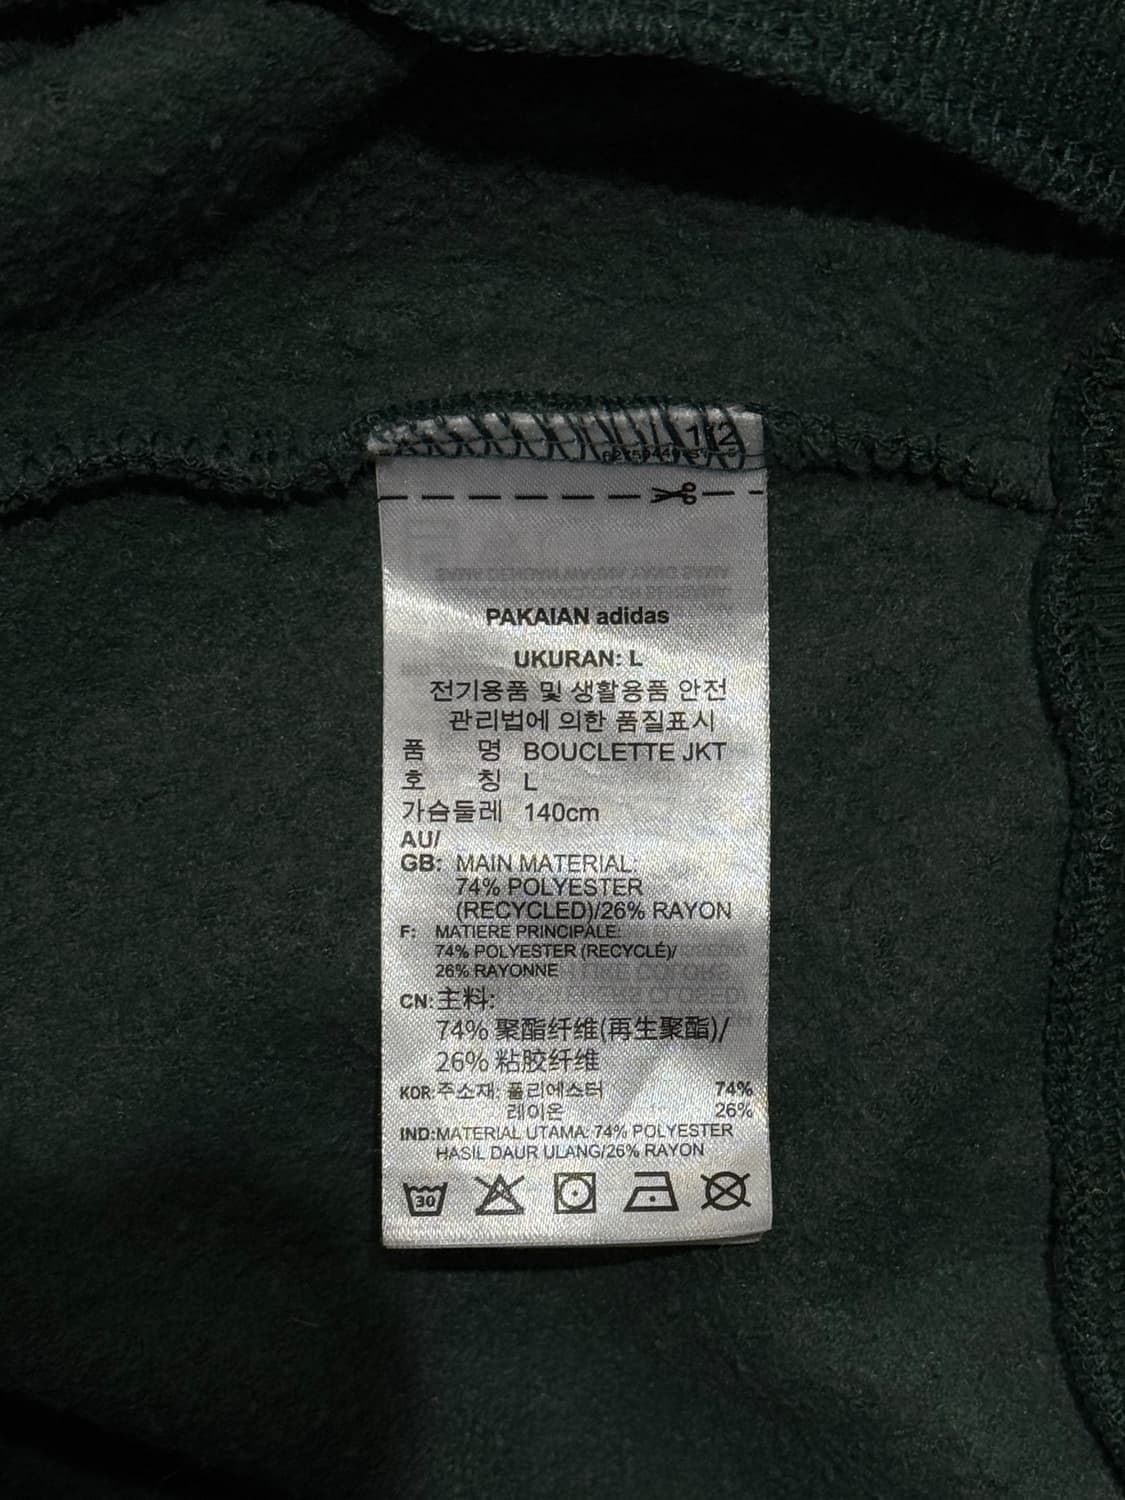 1/2
PAKAIAN adidas
UKURAN: L
전기용품 및 생활용품 안전
관리법에 의한 품질표시
품 명 BOUCLETTE JKT
호 칭 L
가슴둘레 140cm
AU/
GB: MAIN MATERIAL:
74% POLYESTER
(RECYCLED)/26% RAYON
F: MATIERE PRINCIPALE:
74% POLYESTER (RECYCLÉ)/
26% RAYONNE
CN:主料:
74% 聚酯纤维(再生聚酯)/
26% 粘胶纤维
KOR:주소재: 폴리에스터 74%
레이온 26%
IND:MATERIAL UTAMA: 74% POLYESTER
HASIL DAUR ULANG/26% RAYON
30